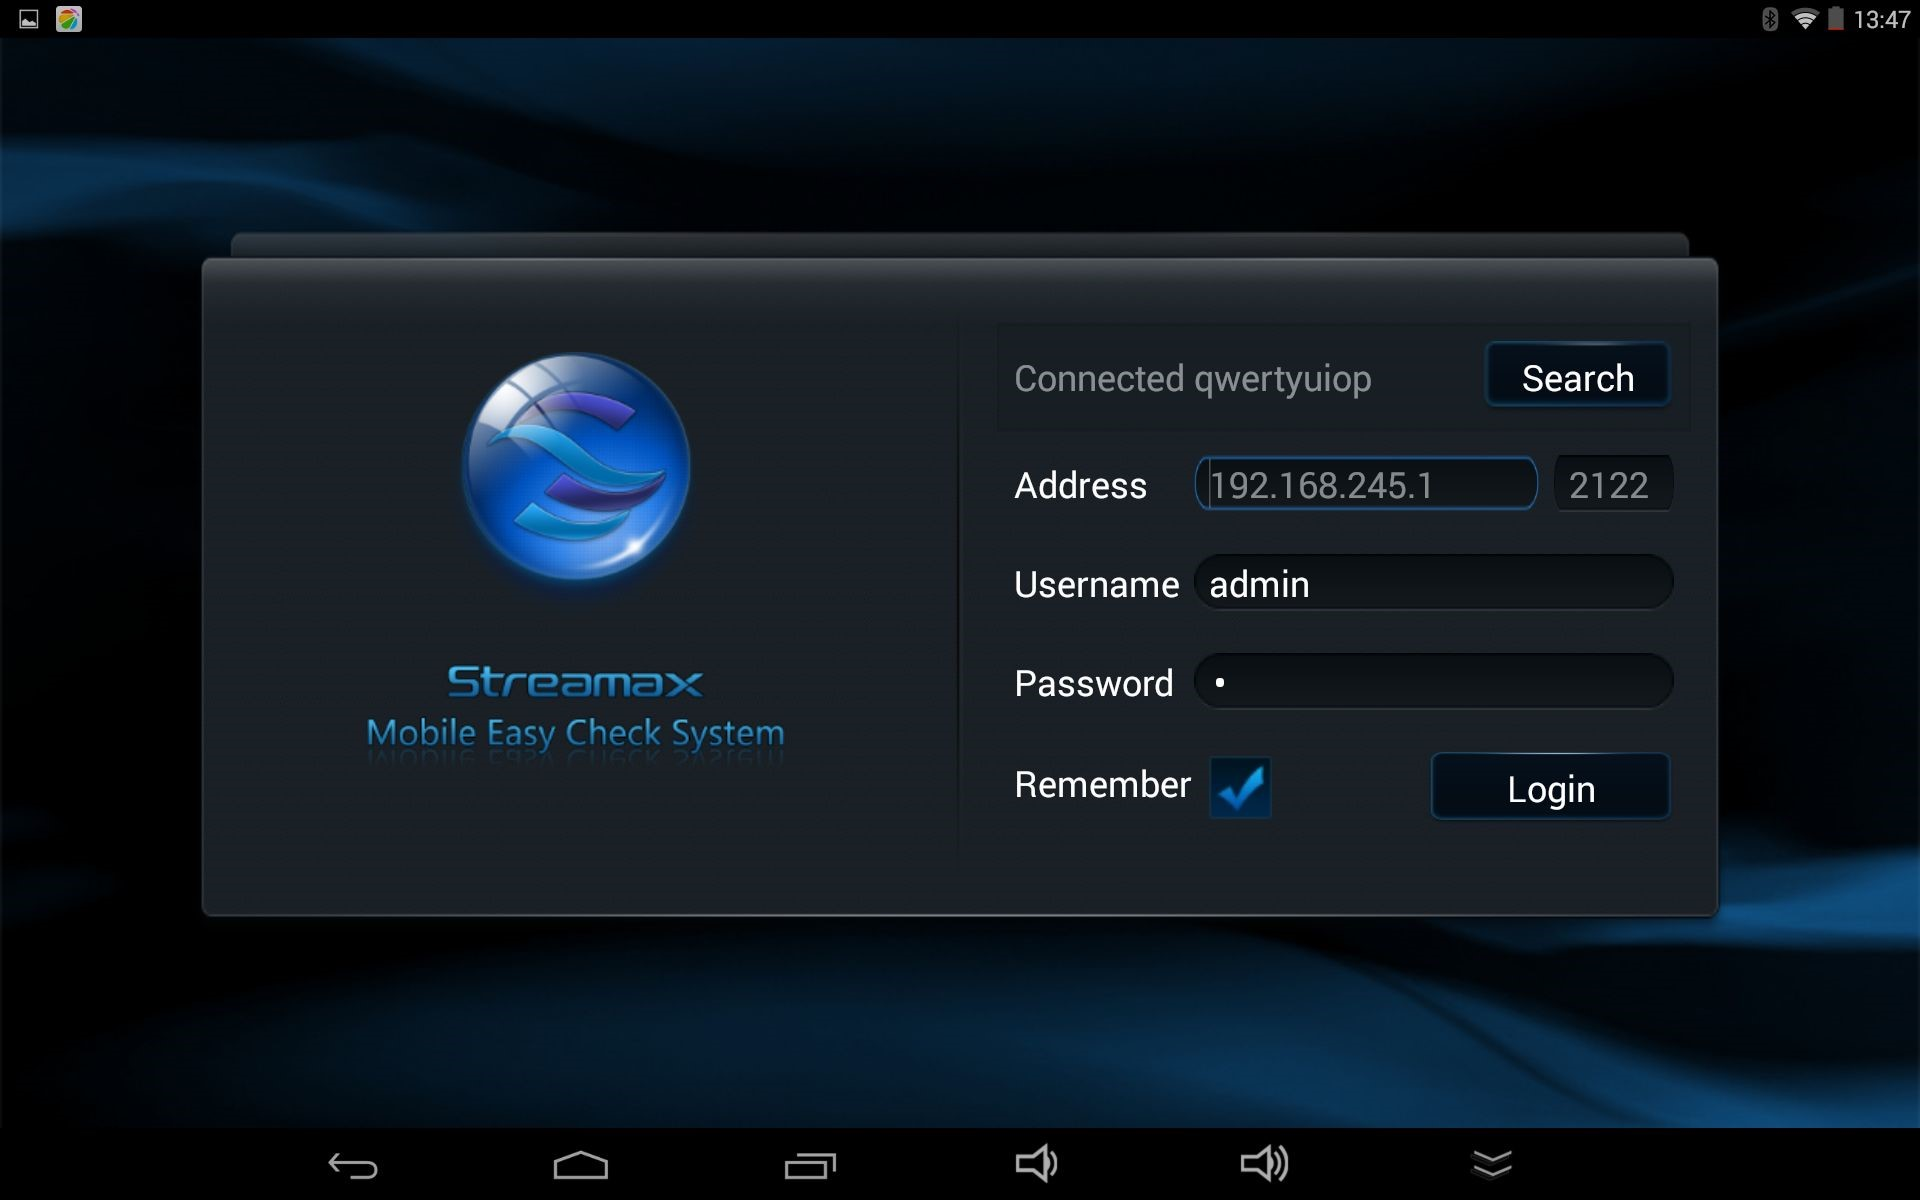 13:47
Connected qwertyuiop
Search
Address
192.168.245.1
2122
Username
admin
Password
•
Remember
Login
Streamax
Mobile Easy Check System